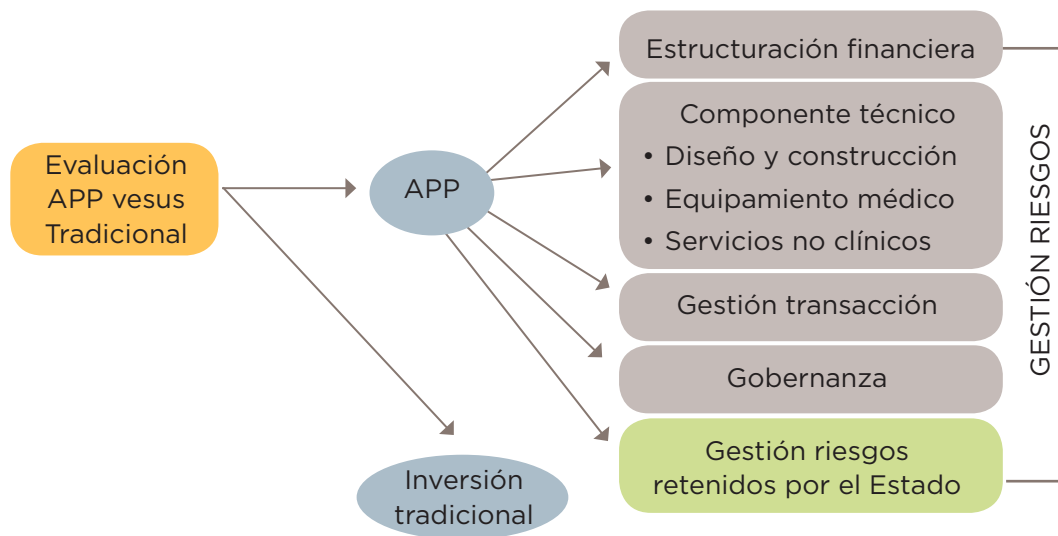 Evaluación
APP vesus
Tradicional
APP
Inversión
tradicional
Estructuración financiera
Componente técnico
• Diseño y construcción
• Equipamiento médico
• Servicios no clínicos
Gestión transacción
Gobernanza
Gestión riesgos
retenidos por el Estado
GESTIÓN RIESGOS